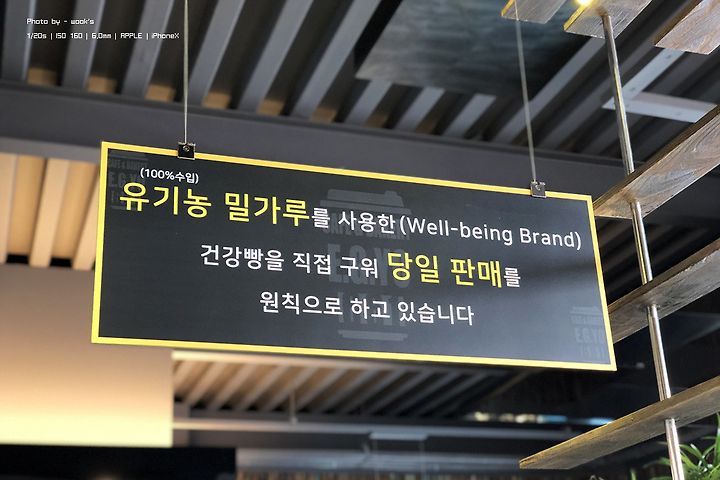 Photo by - wook's
1/20s | ISO 160 | 6.0mm | APPLE | iPhoneX
(100%수입)
유기농 밀가루를 사용한(Well-being Brand)
건강빵을 직접 구워 당일 판매를
원칙으로 하고 있습니다